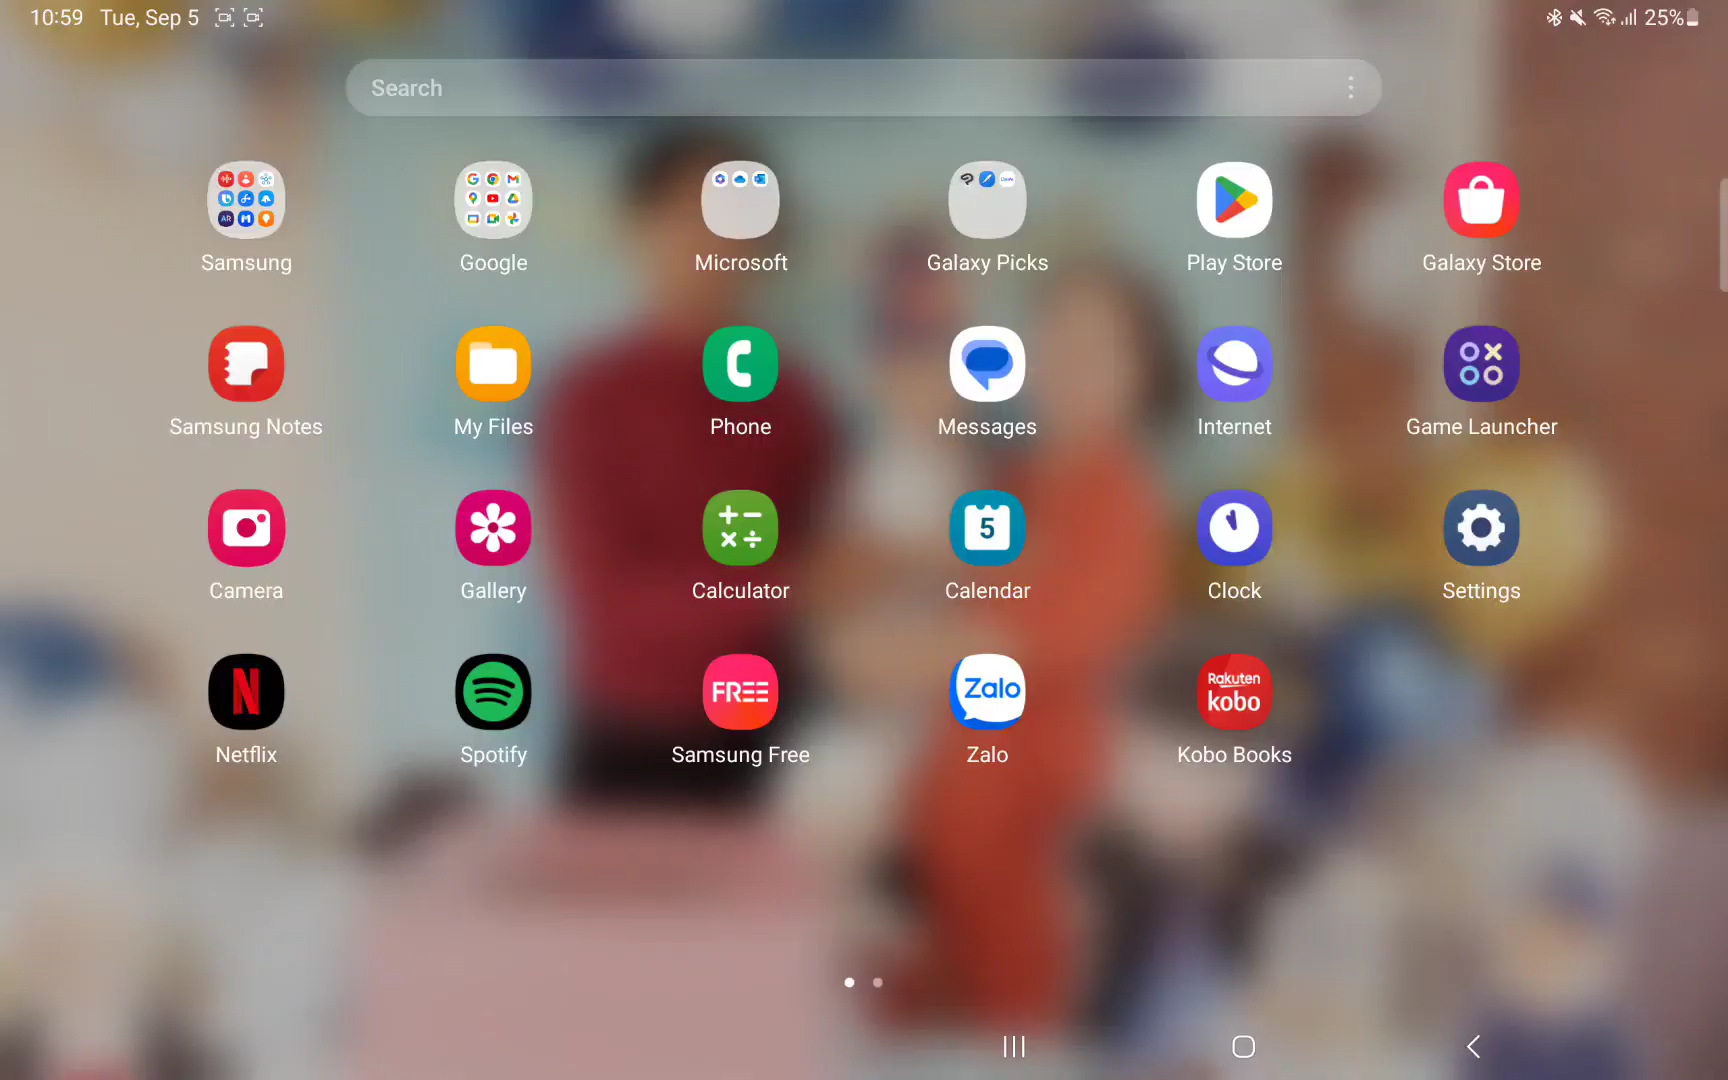 10:59 Tue, Sep 5 25%
Search
Samsung Google Microsoft Galaxy Picks Play Store Galaxy Store
Samsung Notes My Files Phone Messages Internet Game Launcher
5
Camera Gallery Calculator Calendar Clock Settings
N FREE Zalo Rakuten
kobo
Netflix Spotify Samsung Free Zalo Kobo Books